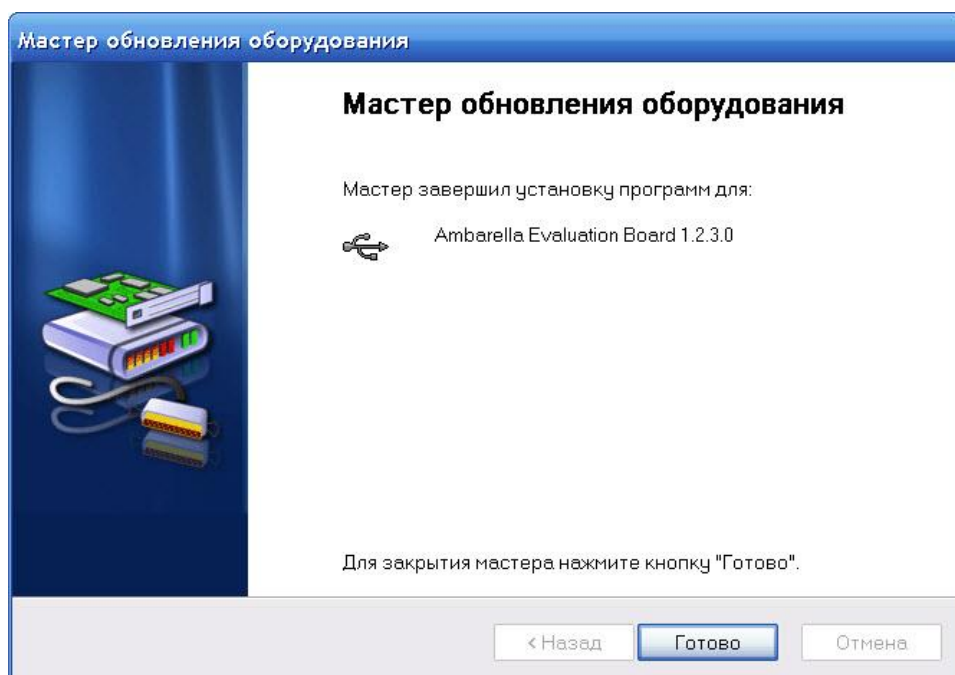 Мастер обновления оборудования
Мастер обновления оборудования
Мастер завершил установку программ для:
Ambarella Evaluation Board 1.2.3.0
Для закрытия мастера нажмите кнопку "Готово".
< Назад
Готово
Отмена